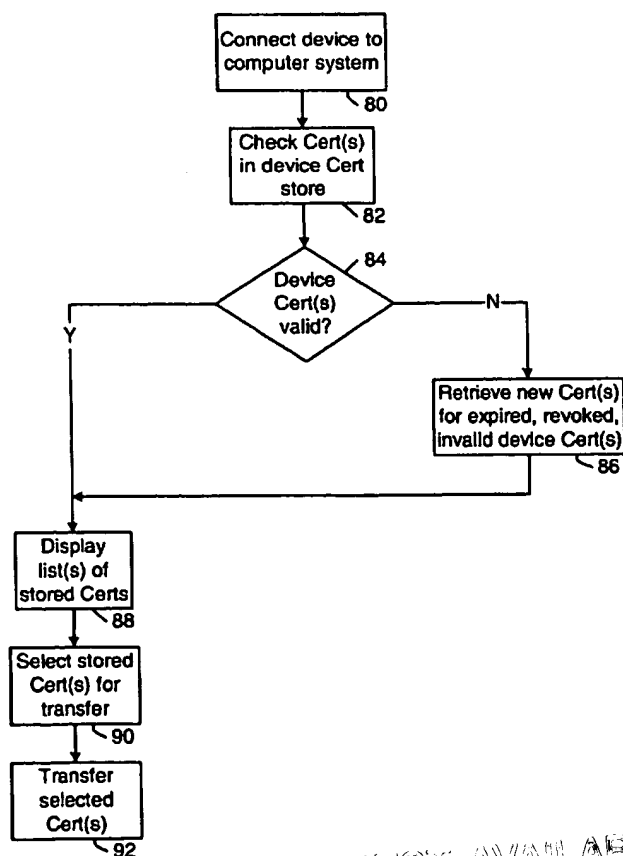 Connect device to
computer system
80
Check Cert(s)
in device Cert
store
82
84
Device
Cert(s)
valid?
Y
N
Retrieve new Cert(s)
for expired, revoked,
invalid device Cert(s)
86
Display
list(s) of
stored Certs
88
Select stored
Cert(s) for
transfer
90
Transfer
selected
Cert(s)
92